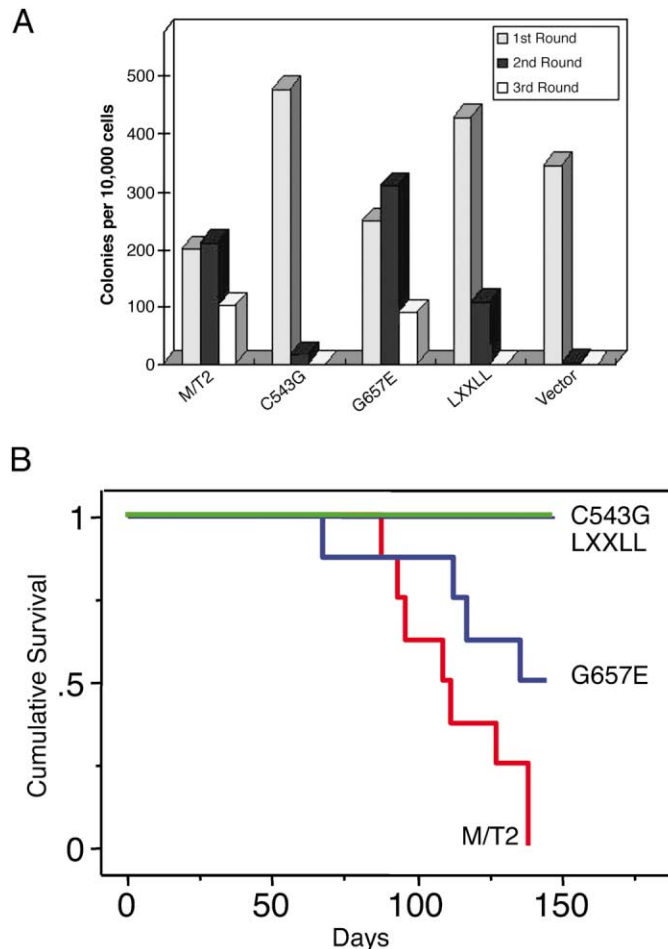 A
1st Round
2nd Round
3rd Round
Colonies per 10,000 cells
500
400
300
200
100
0
M/T2
C543G
G657E
LXXLL
Vector
B
Cumulative Survival
1
.5
0
C543G
LXXLL
G657E
M/T2
0
50
100
150
Days